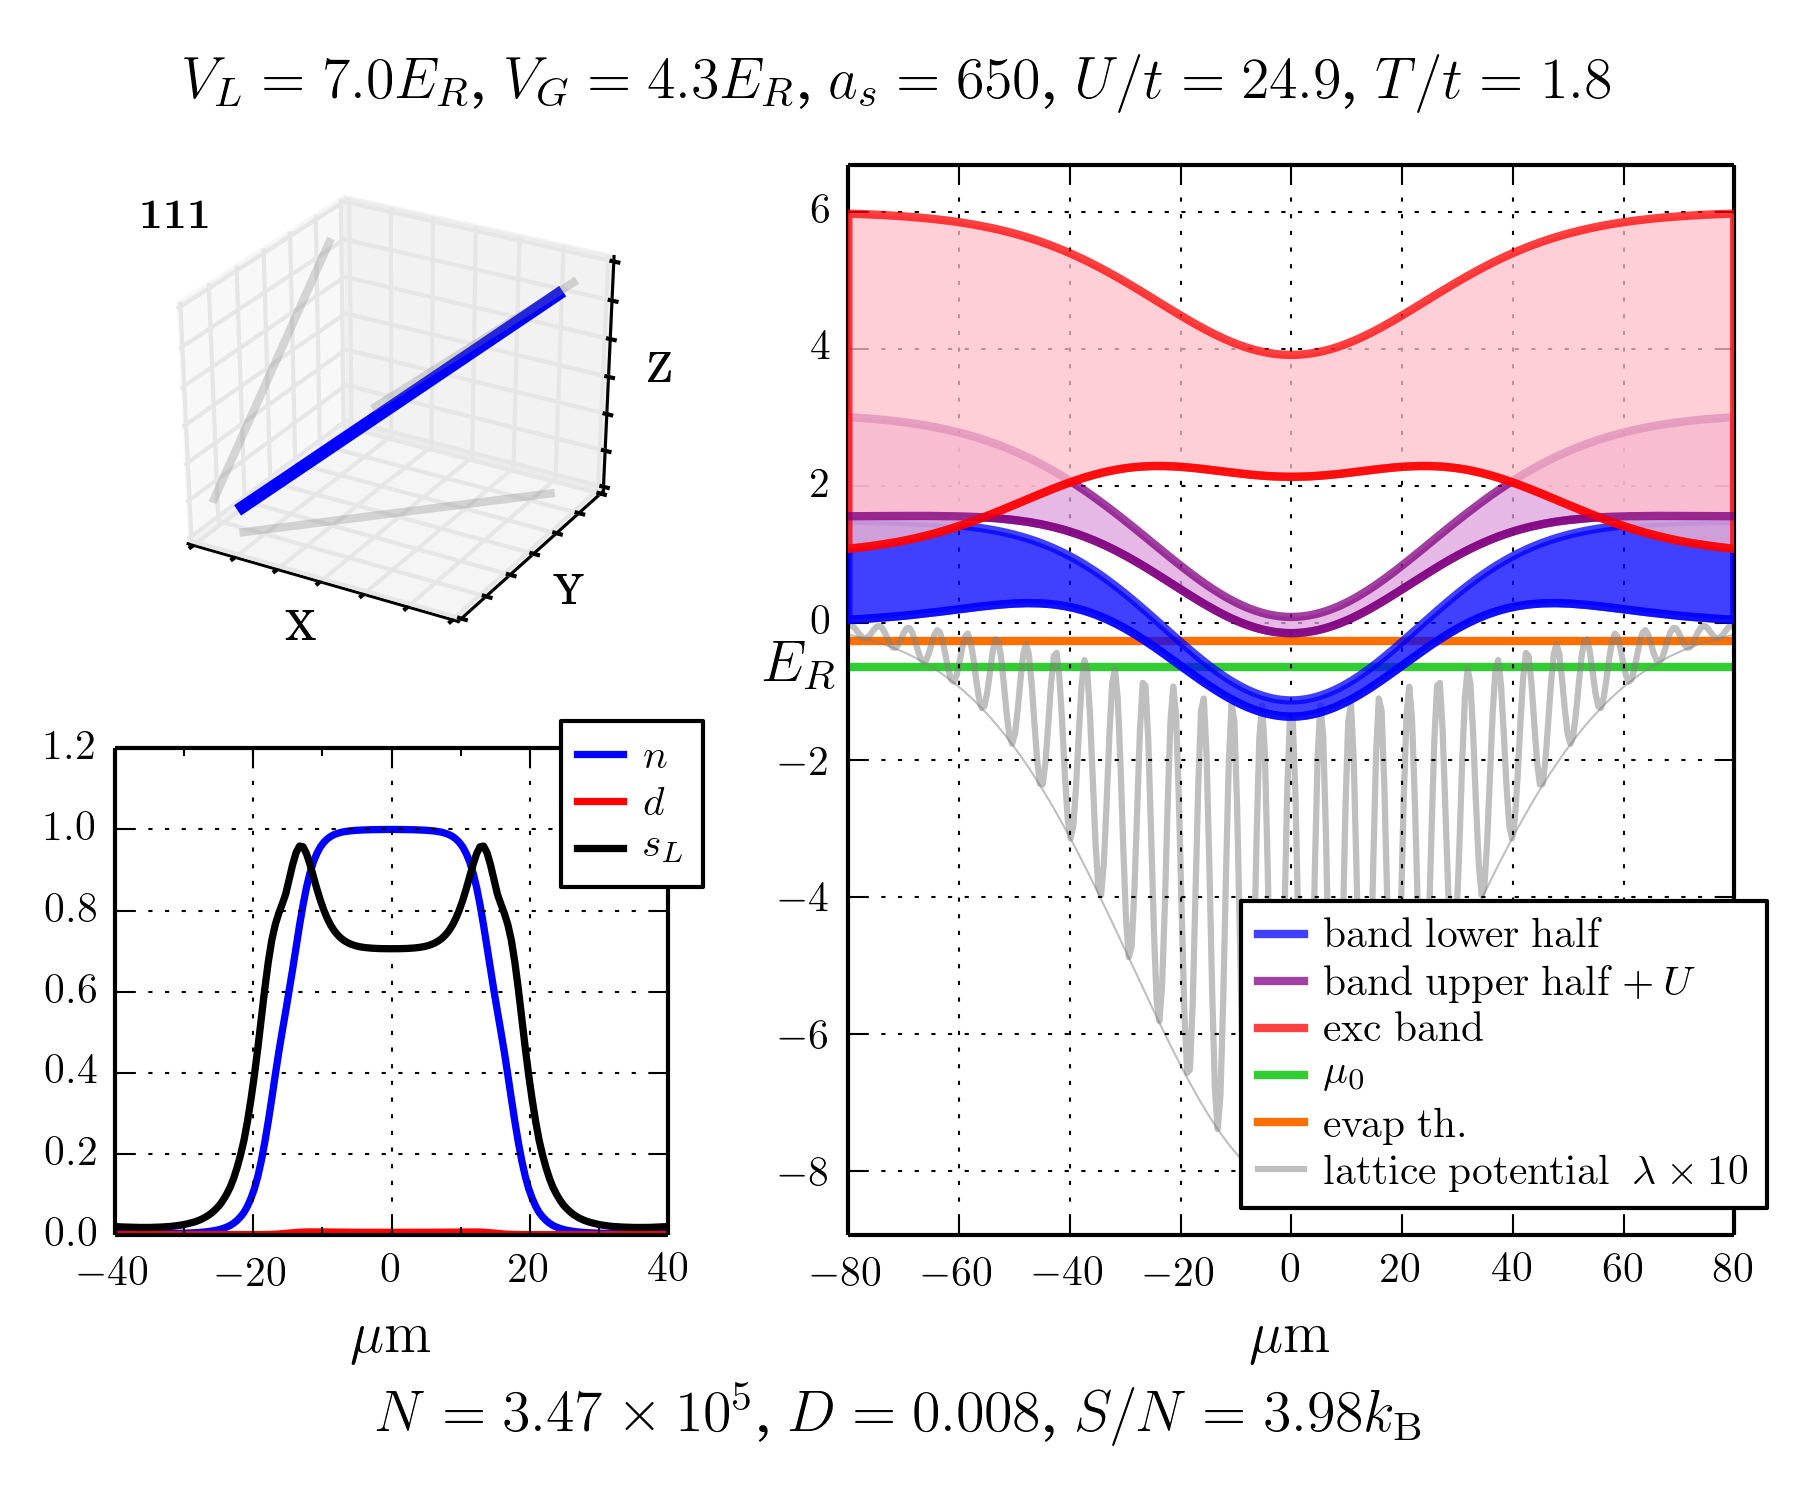 V_L = 7.0E_R, V_G = 4.3E_R, a_s = 650, U/t = 24.9, T/t = 1.8
111
Z
Y
X
1.2
1.0
0.8
0.6
0.4
0.2
0.0
−40 −20 0 20 40
μm
n
d
s_L
6
4
2
0
E_R
−2
−4
−6
−8
−80 −60 −40 −20 0 20 40 60 80
μm
band lower half
band upper half + U
exc band
μ_0
evap th.
lattice potential λ × 10
N = 3.47 × 10^5, D = 0.008, S/N = 3.98k_B